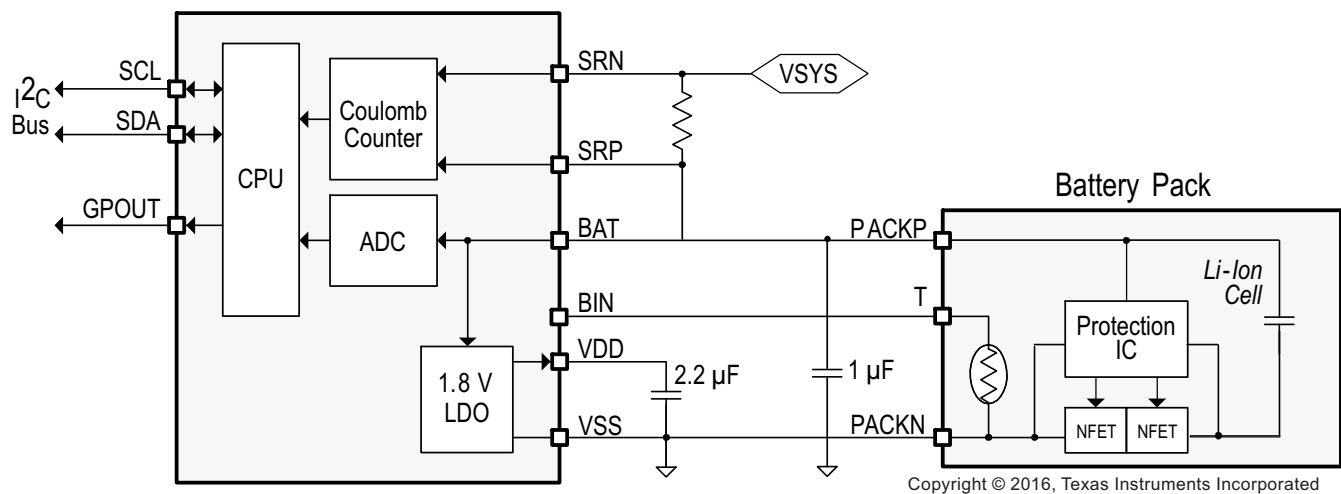 SCL
I2C
Bus
SDA
GPOUT
CPU
Coulomb
Counter
ADC
1.8 V
LDO
SRN
VSYS
SRP
BAT
BIN
VDD
2.2 µF
VSS
1 µF
Battery Pack
PACKP
T
PACKN
Li-Ion
Cell
Protection
IC
NFET
NFET
Copyright © 2016, Texas Instruments Incorporated